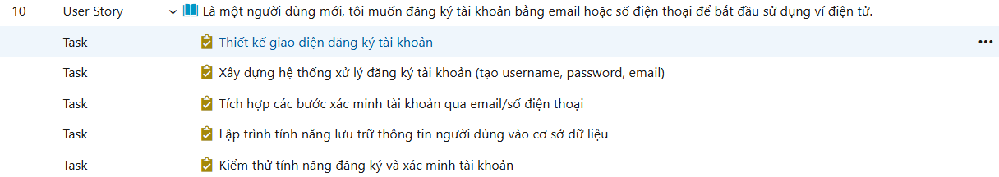 10 User Story Là một người dùng mới, tôi muốn đăng ký tài khoản bằng email hoặc số điện thoại để bắt đầu sử dụng ví điện tử.
Task Thiết kế giao diện đăng ký tài khoản
Task Xây dựng hệ thống xử lý đăng ký tài khoản (tạo username, password, email)
Task Tích hợp các bước xác minh tài khoản qua email/số điện thoại
Task Lập trình tính năng lưu trữ thông tin người dùng vào cơ sở dữ liệu
Task Kiểm thử tính năng đăng ký và xác minh tài khoản